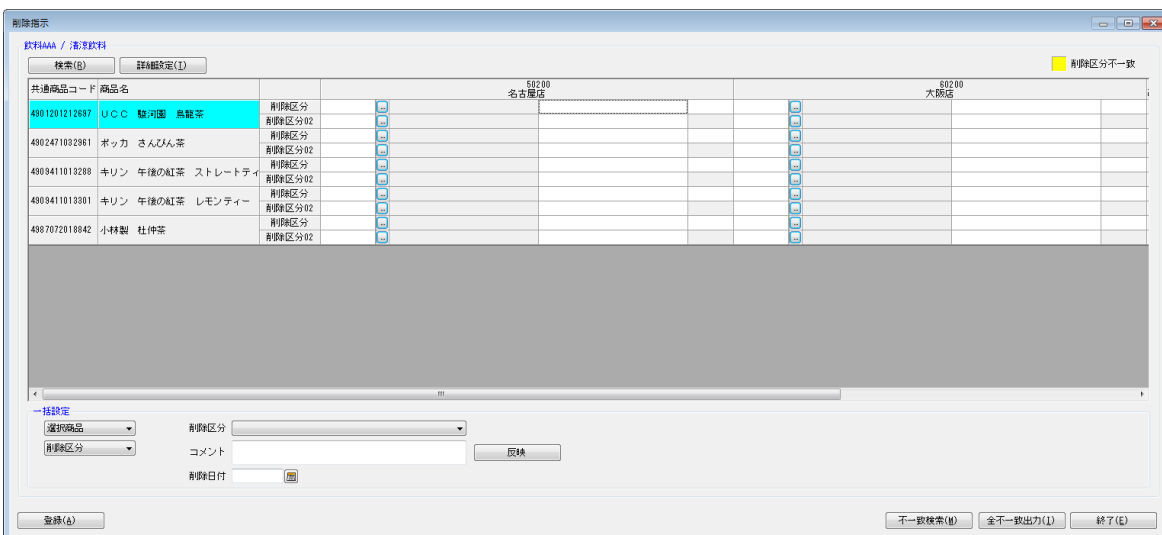 削除指示
飲料AAA / 清涼飲料
検索(R) 詳細設定(I) 削除区分不一致
共通商品コード 商品名 50200 名古屋店 60200 大阪店
4901201212697 ＵＣＣ 駿河園 烏龍茶 削除区分
削除区分02
4902471032961 ポッカ さんぴん茶 削除区分
削除区分02
4909411013288 キリン 午後の紅茶 ストレートティ 削除区分
削除区分02
4909411013301 キリン 午後の紅茶 レモンティー 削除区分
削除区分02
4987072018842 小林製 杜仲茶 削除区分
削除区分02
一括設定
選択商品 削除区分
削除区分 コメント 反映
削除日付
登録(A) 不一致検索(M) 全不一致出力(I) 終了(E)